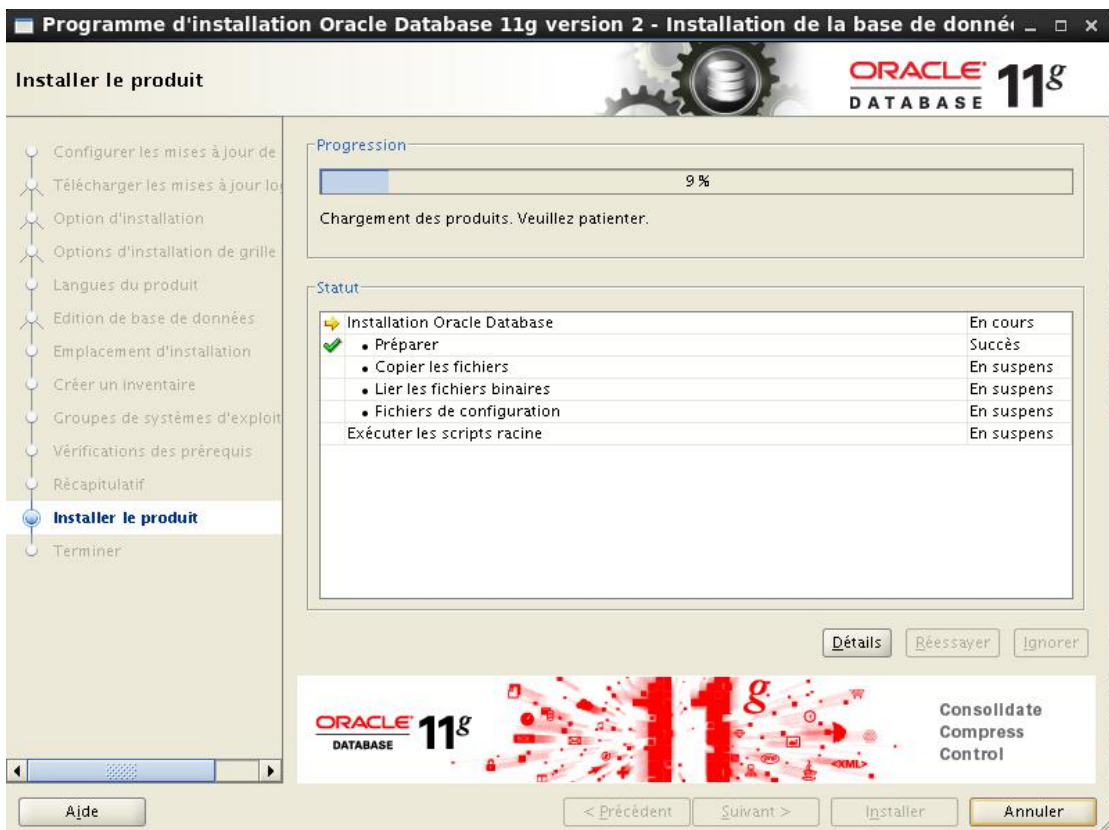 Programme d'installation Oracle Database 11g version 2 - Installation de la base de donné
Installer le produit
ORACLE 11g
DATABASE
Configurer les mises à jour de
Télécharger les mises à jour lo
Option d'installation
Options d'installation de grille
Langues du produit
Edition de base de données
Emplacement d'installation
Créer un inventaire
Groupes de systèmes d'exploit
Vérifications des prérequis
Récapitulatif
Installer le produit
Terminer
Progression
9 %
Chargement des produits. Veuillez patienter.
Statut
Installation Oracle Database En cours
• Préparer Succès
• Copier les fichiers En suspens
• Lier les fichiers binaires En suspens
• Fichiers de configuration En suspens
Exécuter les scripts racine En suspens
Détails Réessayer Ignorer
ORACLE 11g
DATABASE
11g
<XML>
Consolidate
Compress
Control
Aide < Précédent Suivant > Installer Annuler